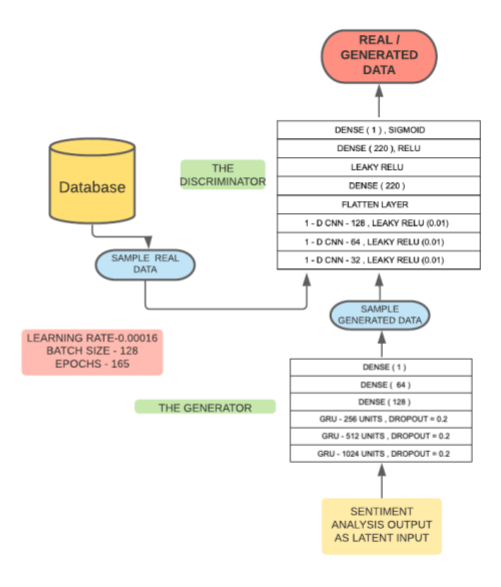 REAL /
GENERATED
DATA
DENSE ( 1 ) , SIGMOID
DENSE ( 220 ), RELU
LEAKY RELU
DENSE ( 220 )
FLATTEN LAYER
1 - D CNN - 128 , LEAKY RELU (0.01)
1 - D CNN - 64 , LEAKY RELU (0.01)
1 - D CNN - 32 , LEAKY RELU (0.01)
THE
DISCRIMINATOR
Database
SAMPLE REAL
DATA
SAMPLE
GENERATED DATA
LEARNING RATE-0.00016
BATCH SIZE - 128
EPOCHS - 165
DENSE ( 1 )
DENSE ( 64 )
DENSE ( 128 )
GRU - 256 UNITS , DROPOUT = 0.2
GRU - 512 UNITS , DROPOUT = 0.2
GRU - 1024 UNITS , DROPOUT = 0.2
THE GENERATOR
SENTIMENT
ANALYSIS OUTPUT
AS LATENT INPUT